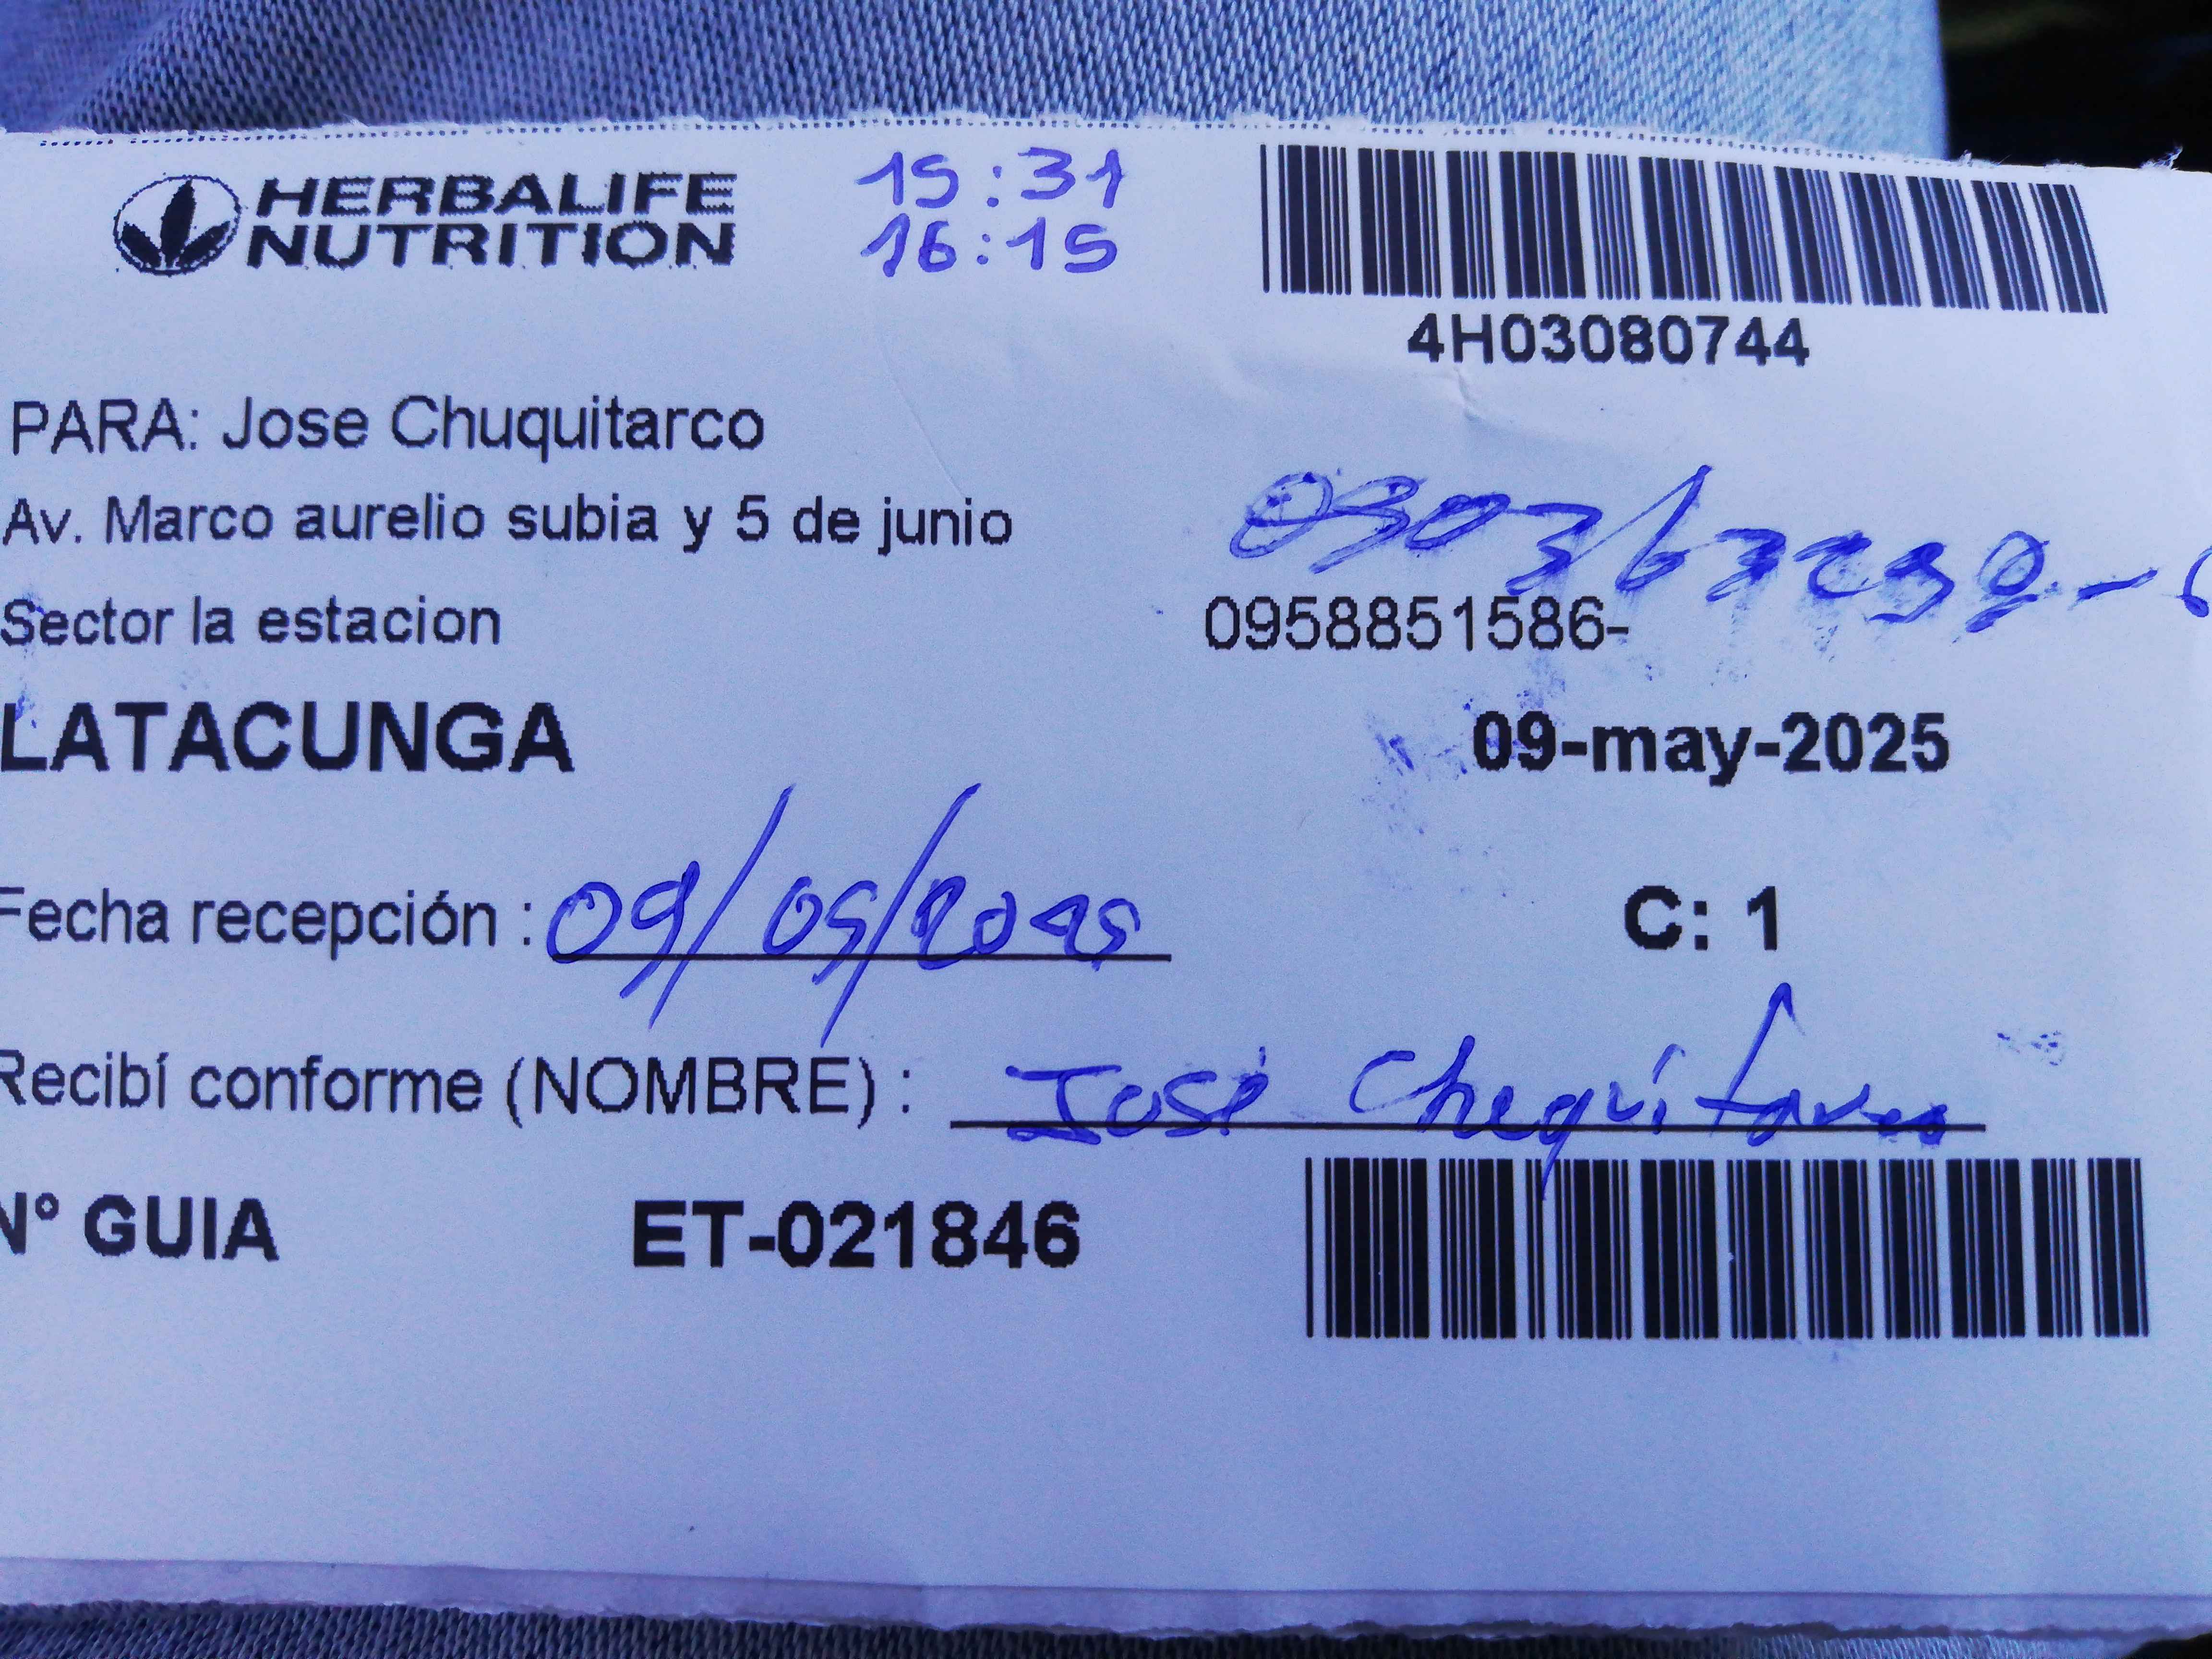 HERBALIFE
NUTRITION
15:31
16:15
4H03080744
PARA: Jose Chuquitarco
Av. Marco aurelio subia y 5 de junio
Sector la estacion
0958851586-
LATACUNGA
09-may-2025
Fecha recepción : 09/05/2025
C: 1
Recibí conforme (NOMBRE) : José
N° GUIA ET-021846